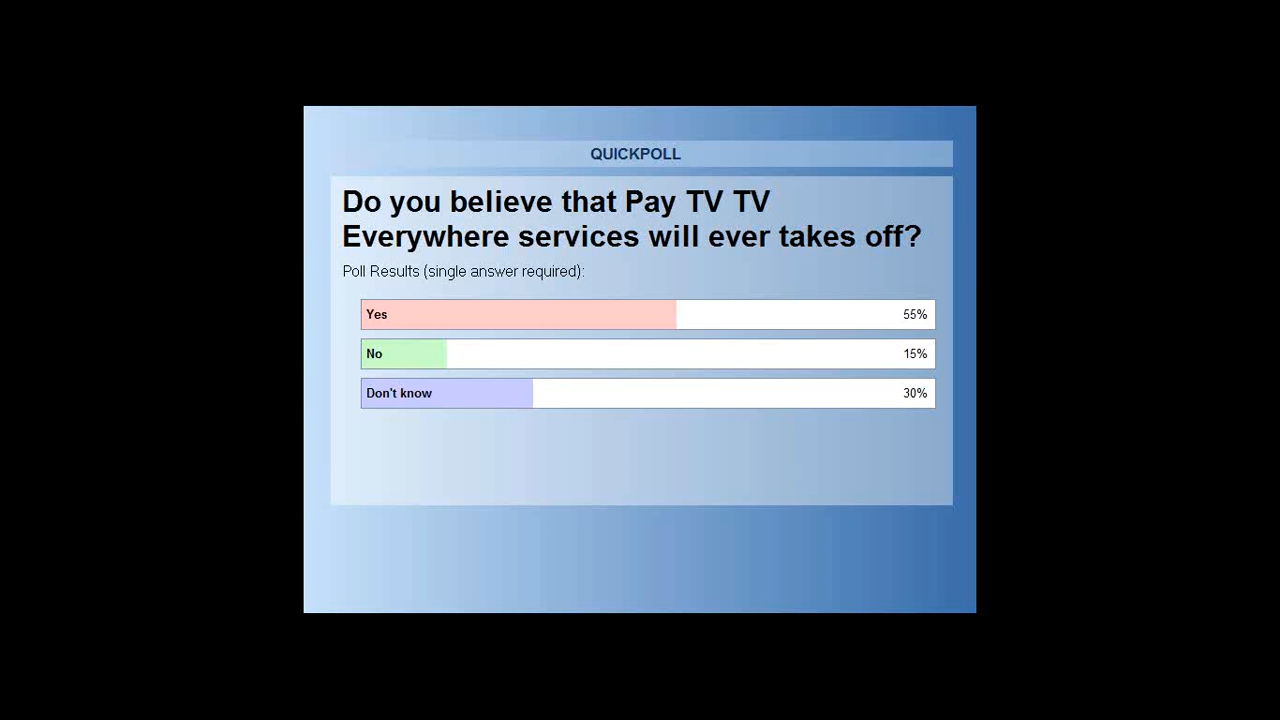 QUICKPOLL
Do you believe that Pay TV TV
Everywhere services will ever takes off?
Poll Results (single answer required):
Yes 55%
No 15%
Don't know 30%